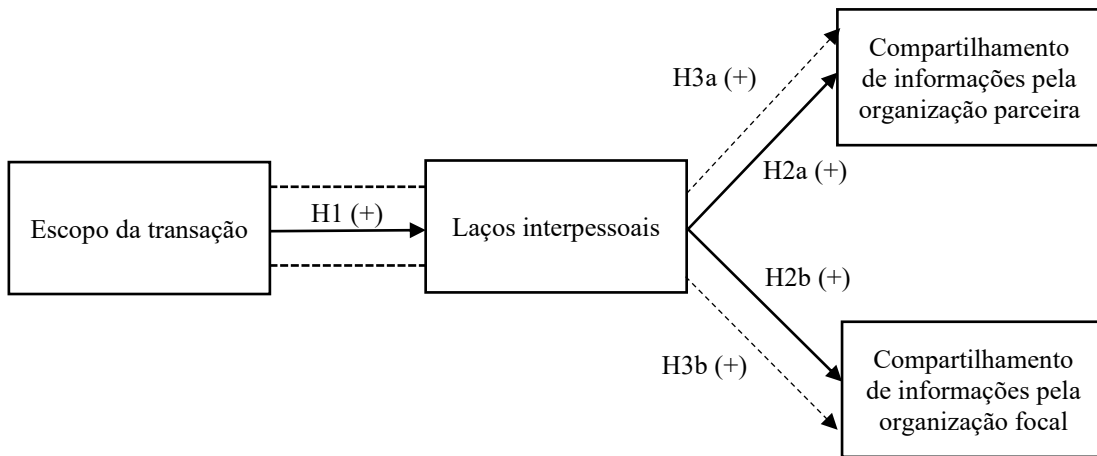 Compartilhamento
de informações pela
organização parceira
H3a (+)
H2a (+)
Escopo da transação
H1 (+)
Laços interpessoais
H2b (+)
H3b (+)
Compartilhamento
de informações pela
organização focal